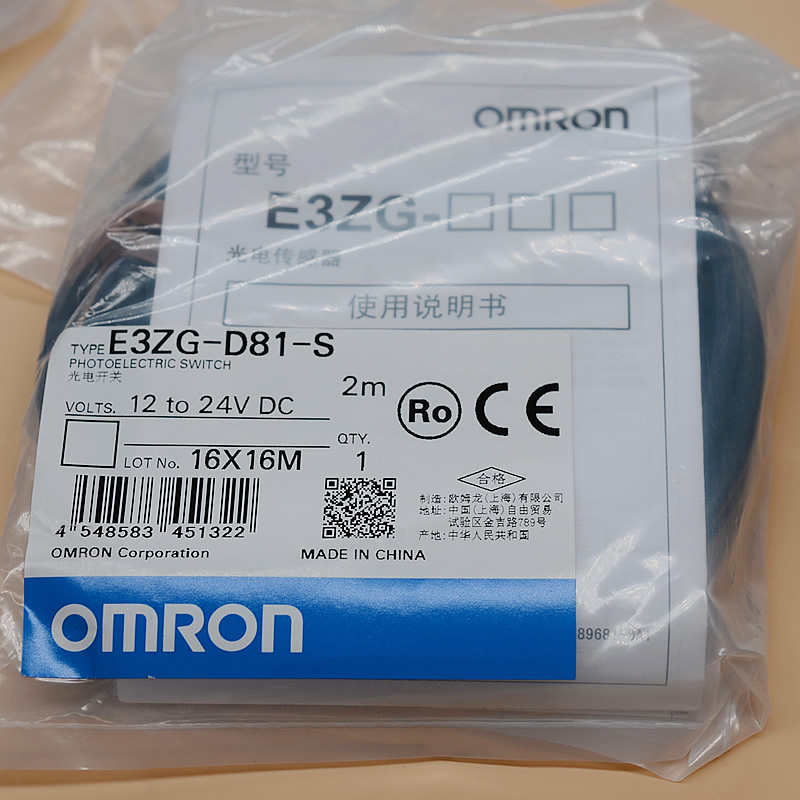 OMRON
型号
E3ZG-□□□
光电传感器
使用说明书
TYPE E3ZG-D81-S
PHOTOELECTRIC SWITCH
光电开关
2m
VOLTS. 12 to 24V DC
Ro CE
QTY.
LOT No. 16X16M 1
合格
制造: 欧姆龙(上海)有限公司
地址: 中国(上海)自由贸易
试验区金吉路789号
产地: 中华人民共和国
4 548583 451322
OMRON Corporation MADE IN CHINA
OMRON